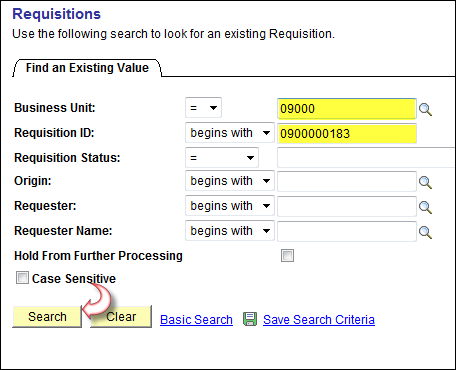 Requisitions
Use the following search to look for an existing Requisition.
Find an Existing Value
Business Unit: = 09000
Requisition ID: begins with 0900000183
Requisition Status: =
Origin: begins with
Requester: begins with
Requester Name: begins with
Hold From Further Processing
Case Sensitive
Search Clear Basic Search Save Search Criteria